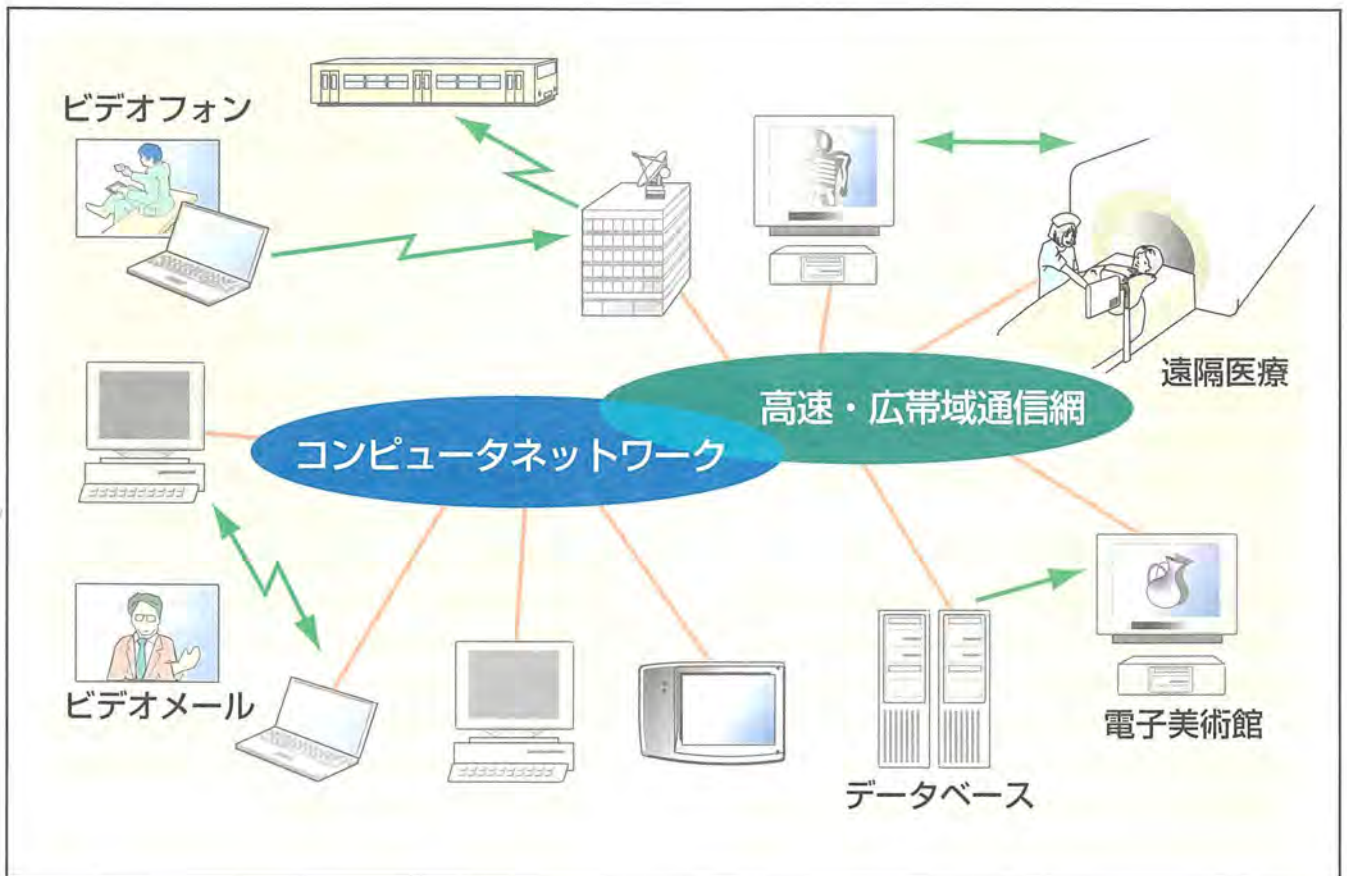 ビデオフォン
遠隔医療
高速・広帯域通信網
コンピュータネットワーク
ビデオメール
電子美術館
データベース